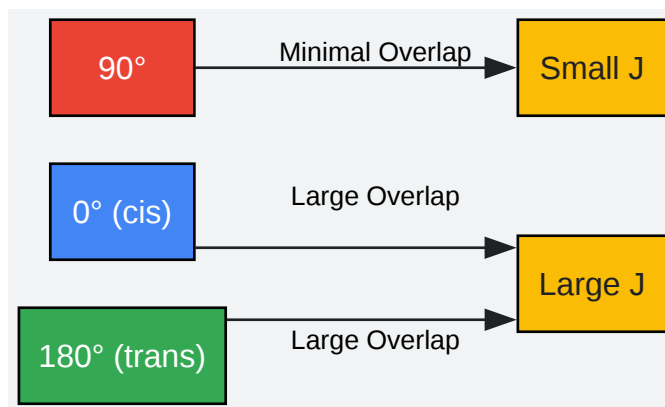 90°
Minimal Overlap
Small J
0° (cis)
Large Overlap
Large J
180° (trans)
Large Overlap